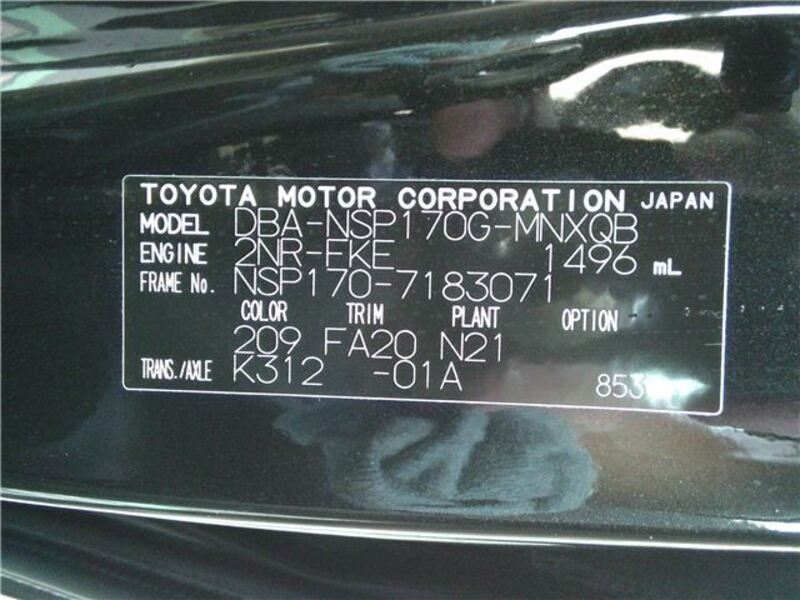 TOYOTA MOTOR CORPORATION JAPAN
MODEL DBA-NSP170G-MNXQB
ENGINE 2NR-FKE 1496 mL
FRAME No. NSP170-7183071
COLOR TRIM PLANT OPTION
209 FA20 N21
TRANS./AXLE K312 -01A